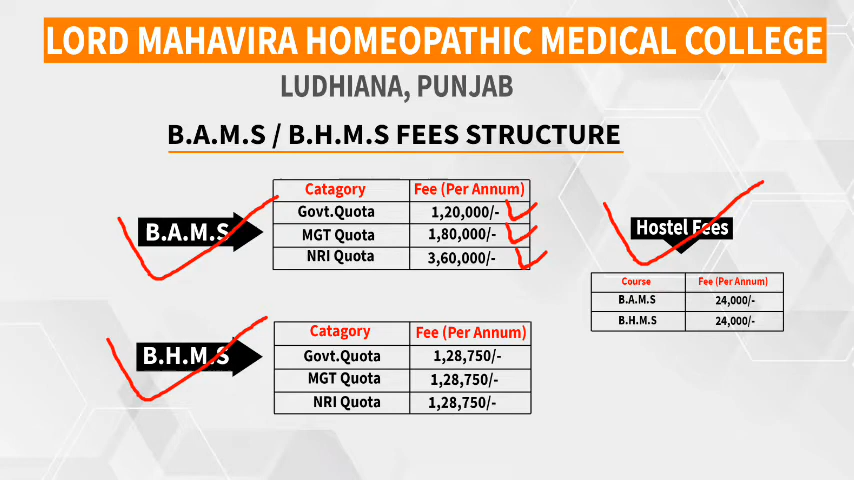 LORD MAHAVIRA HOMEOPATHIC MEDICAL COLLEGE
LUDHIANA, PUNJAB
B.A.M.S / B.H.M.S FEES STRUCTURE
B.A.M.S
Catagory Fee (Per Annum)
Govt.Quota 1,20,000/-
MGT Quota 1,80,000/-
NRI Quota 3,60,000/-
Hostel Fees
Course Fee (Per Annum)
B.A.M.S 24,000/-
B.H.M.S 24,000/-
B.H.M.S
Catagory Fee (Per Annum)
Govt.Quota 1,28,750/-
MGT Quota 1,28,750/-
NRI Quota 1,28,750/-